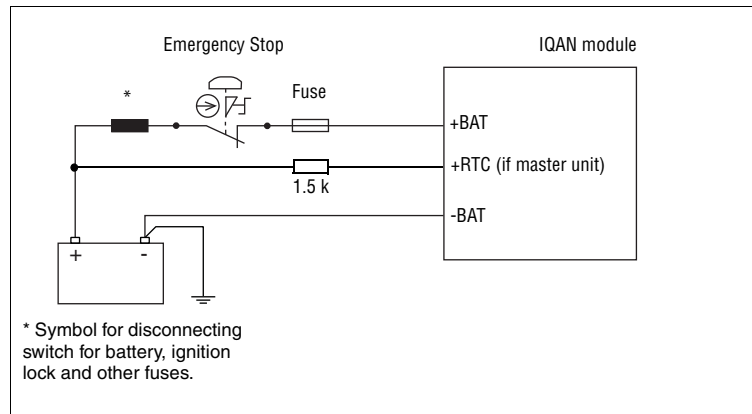 Emergency Stop
IQAN module
*
Fuse
+BAT
+RTC (if master unit)
1.5 k
-BAT
+ -
* Symbol for disconnecting
switch for battery, ignition
lock and other fuses.